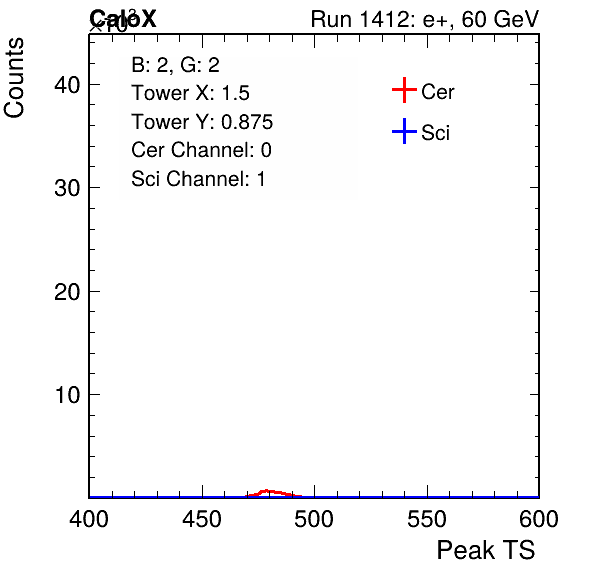 CaloX
×10³
Run 1412: e+, 60 GeV
Counts
B: 2, G: 2
Tower X: 1.5
Tower Y: 0.875
Cer Channel: 0
Sci Channel: 1
Cer
Sci
40
30
20
10
400 450 500 550 600
Peak TS